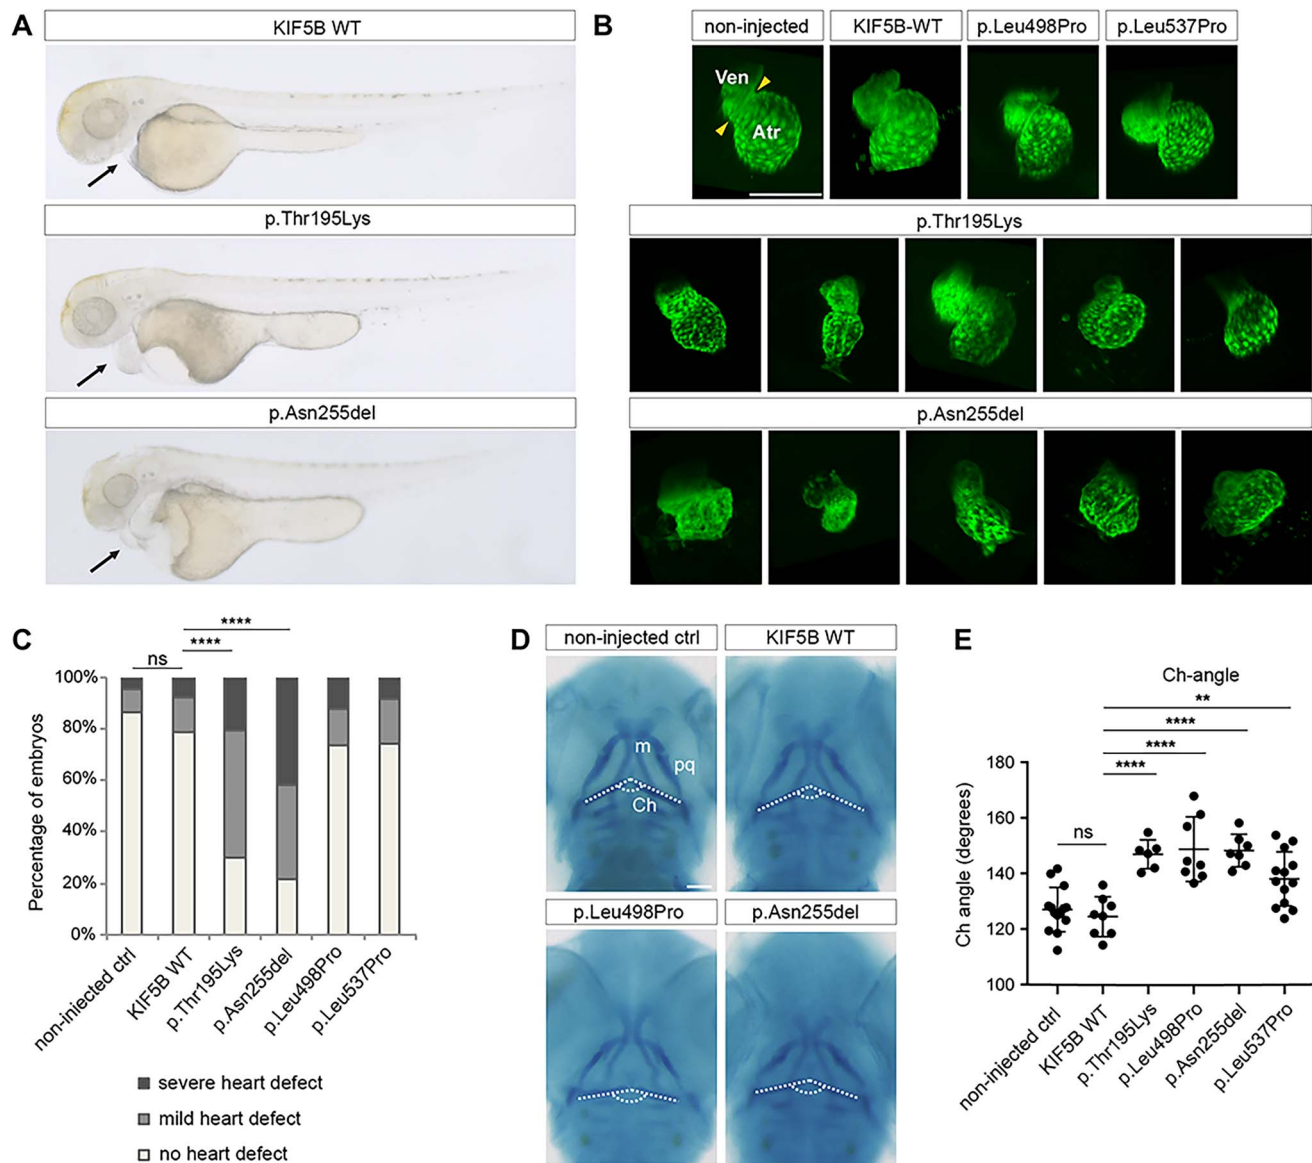 A
KIF5B WT
p.Thr195Lys
p.Asn255del
B
non-injected
KIF5B-WT
p.Leu498Pro
p.Leu537Pro
Ven
Atr
p.Thr195Lys
p.Asn255del
C
****
****
ns
Percentage of embryos
100%
80%
60%
40%
20%
0%
non-injected ctrl
KIF5B WT
p.Thr195Lys
p.Asn255del
p.Leu498Pro
p.Leu537Pro
severe heart defect
mild heart defect
no heart defect
D
non-injected ctrl
KIF5B WT
m
pq
Ch
p.Leu498Pro
p.Asn255del
E
Ch-angle
**
****
****
****
ns
Ch angle (degrees)
180
160
140
120
100
non-injected ctrl
KIF5B WT
p.Thr195Lys
p.Leu498Pro
p.Asn255del
p.Leu537Pro